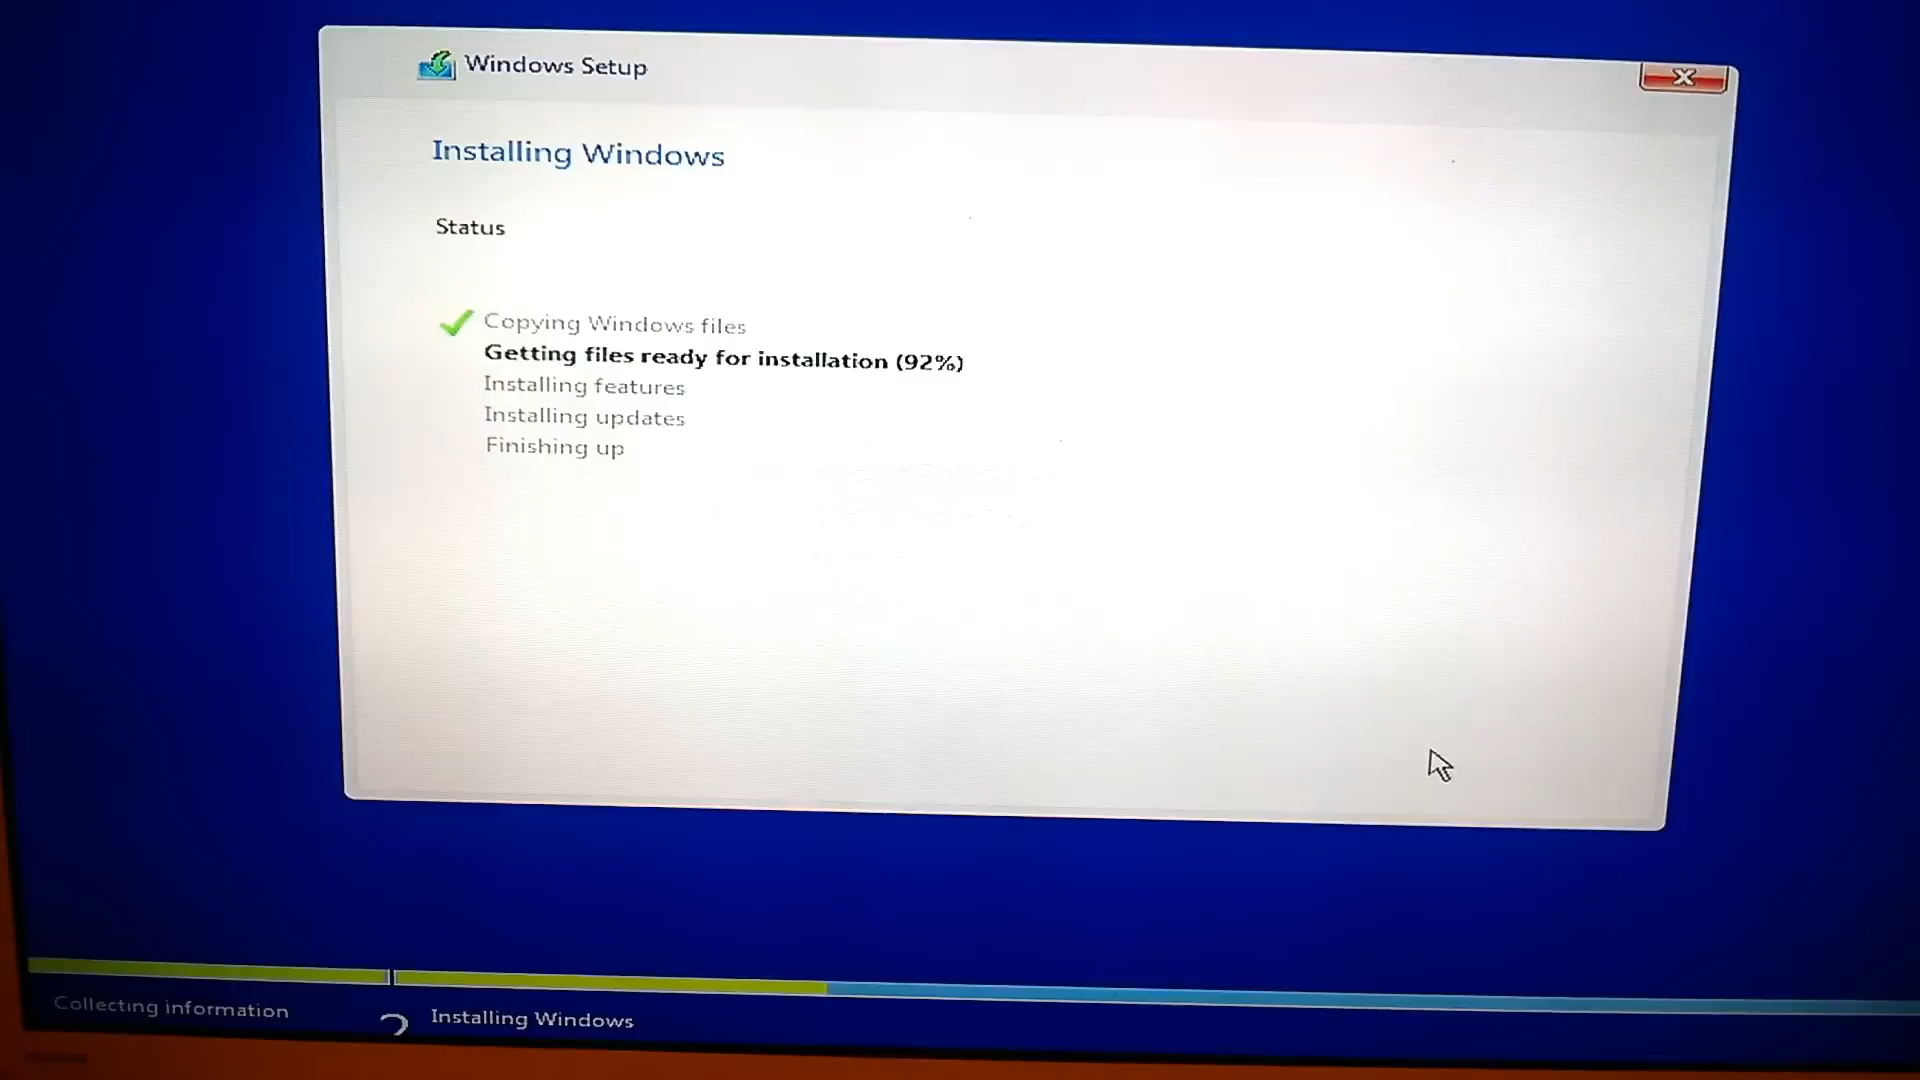 Windows Setup
Installing Windows
Status
Copying Windows files
Getting files ready for installation (92%)
Installing features
Installing updates
Finishing up
Collecting information
2 Installing Windows